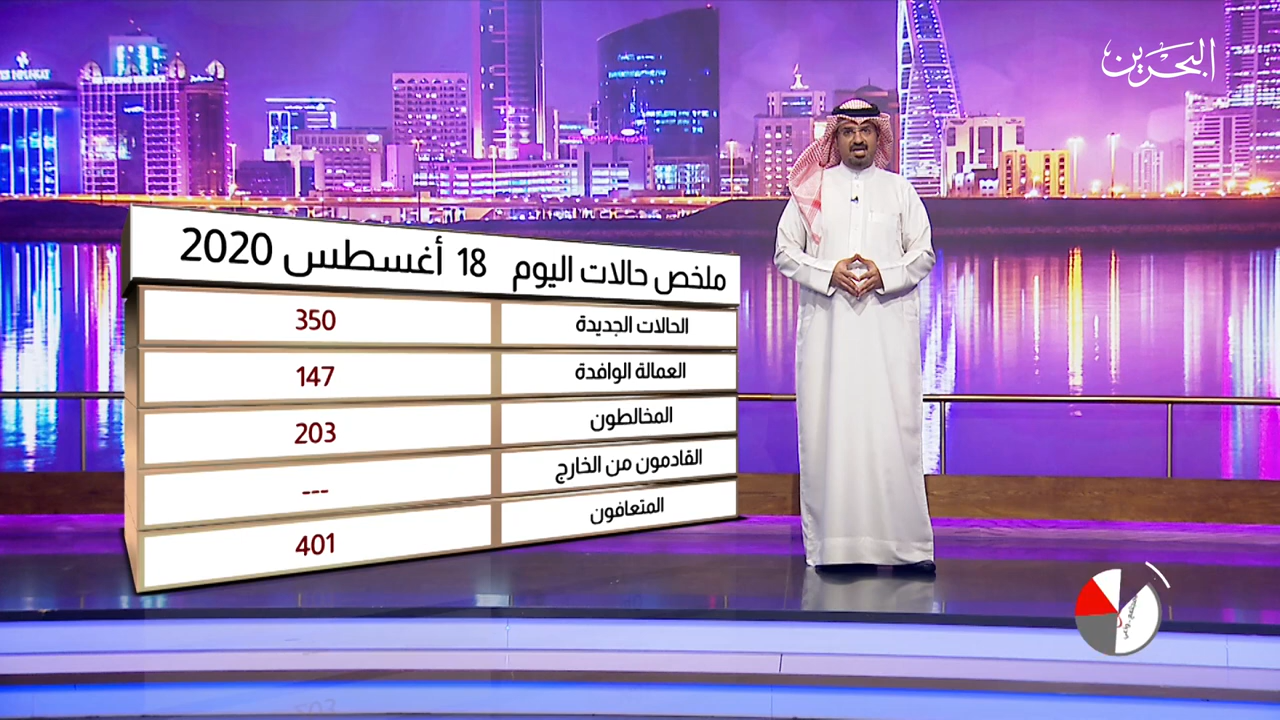 البحرين
ملخص حالات اليوم 18 أغسطس 2020
الحالات الجديدة 350
العمالة الوافدة 147
المخالطون 203
القادمون من الخارج ---
المتعافون 401